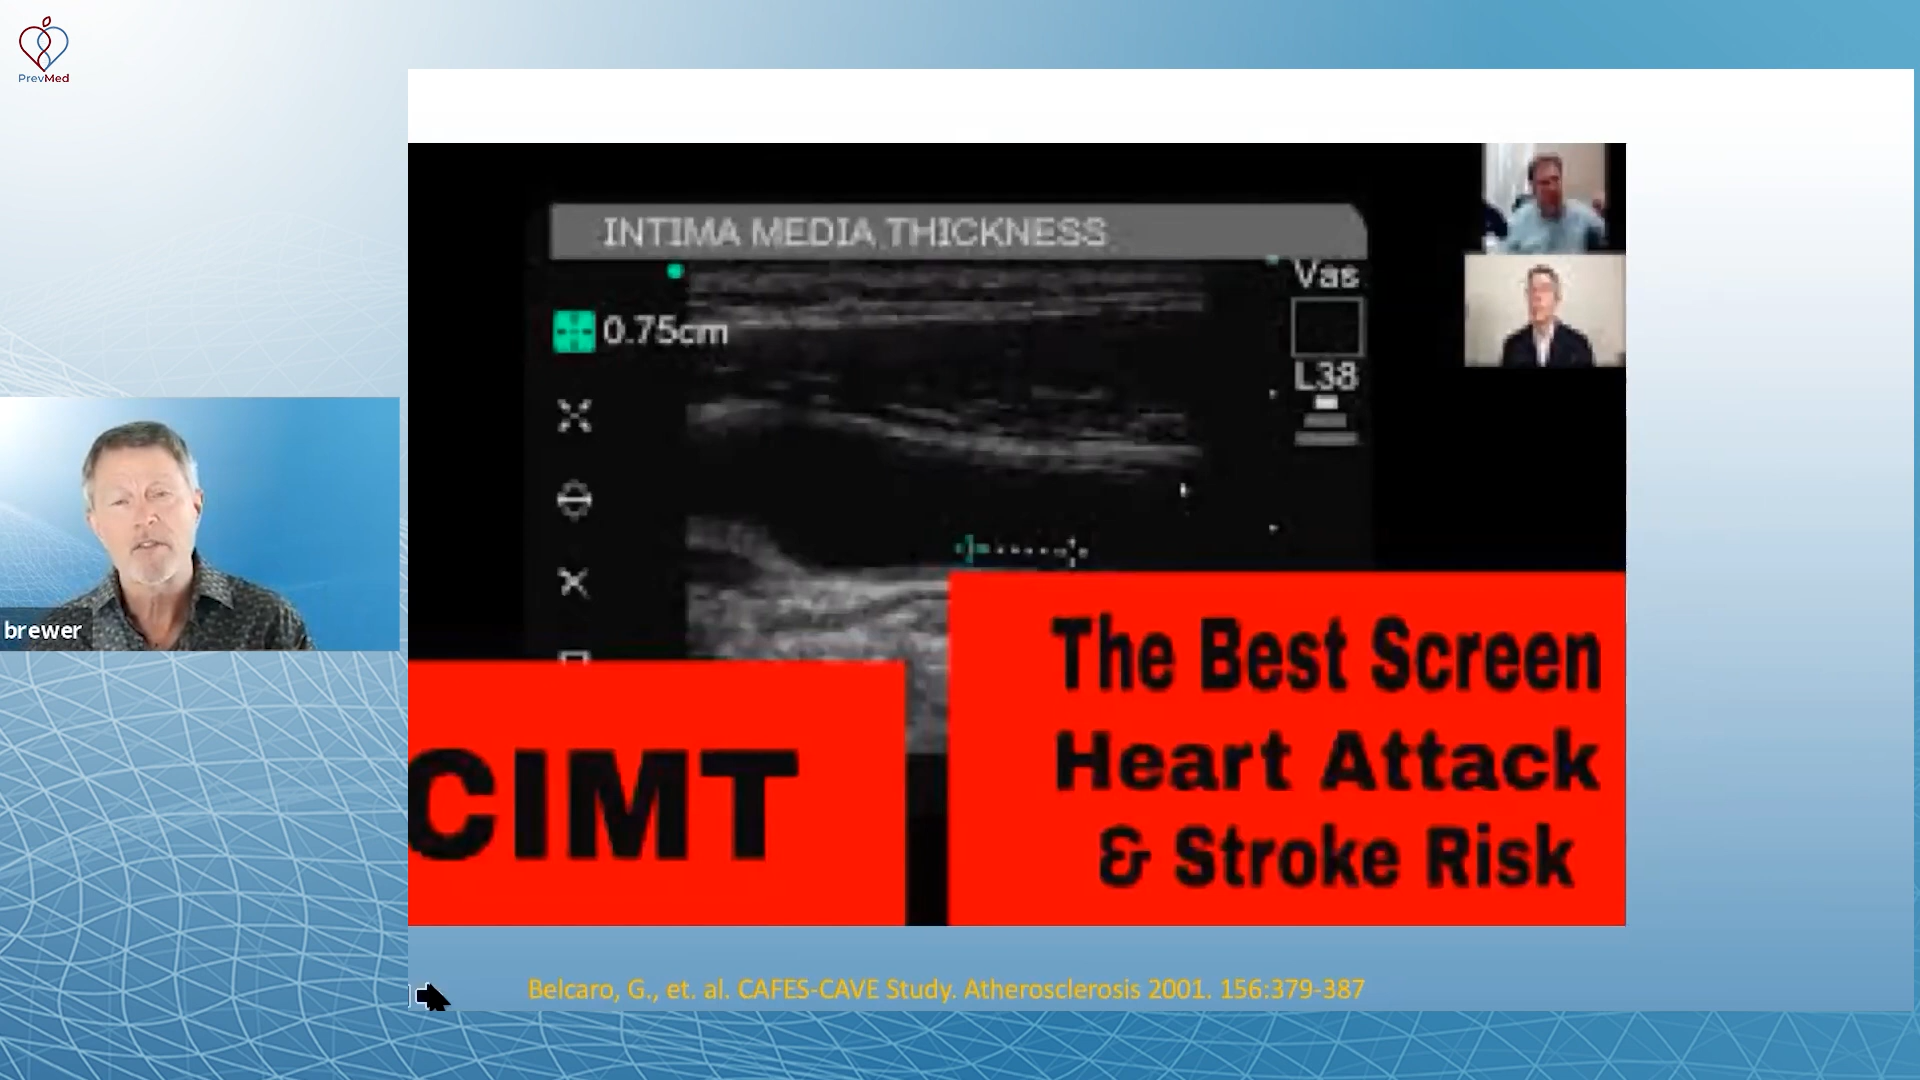 PrevMed
INTIMA MEDIA THICKNESS
Vas
0.75cm
L38
brewer
The Best Screen
Heart Attack
& Stroke Risk
CIMT
Belcaro, G., et. al. CAFES-CAVE Study. Atherosclerosis 2001. 156:379-387